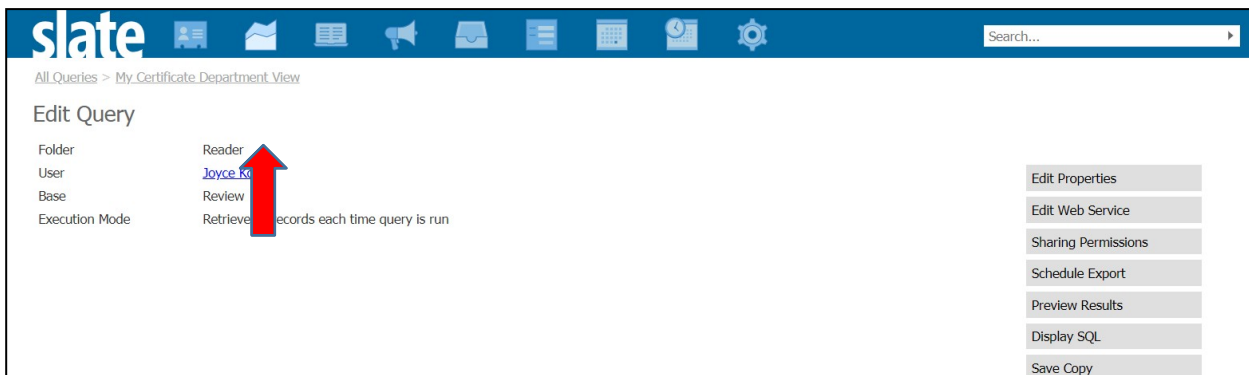 slate
Search...
All Queries > My Certificate Department View
Edit Query
Folder Reader
User Joyce
Base Review
Execution Mode Retrieve records each time query is run
Edit Properties
Edit Web Service
Sharing Permissions
Schedule Export
Preview Results
Display SQL
Save Copy